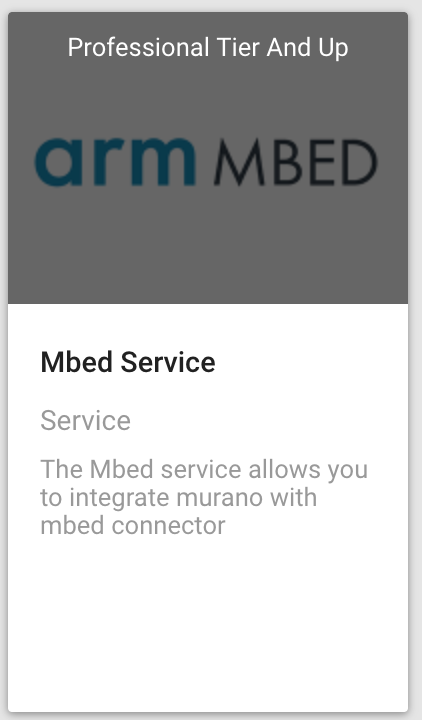 Professional Tier And Up
arm MBED
Mbed Service
Service
The Mbed service allows you
to integrate murano with
mbed connector